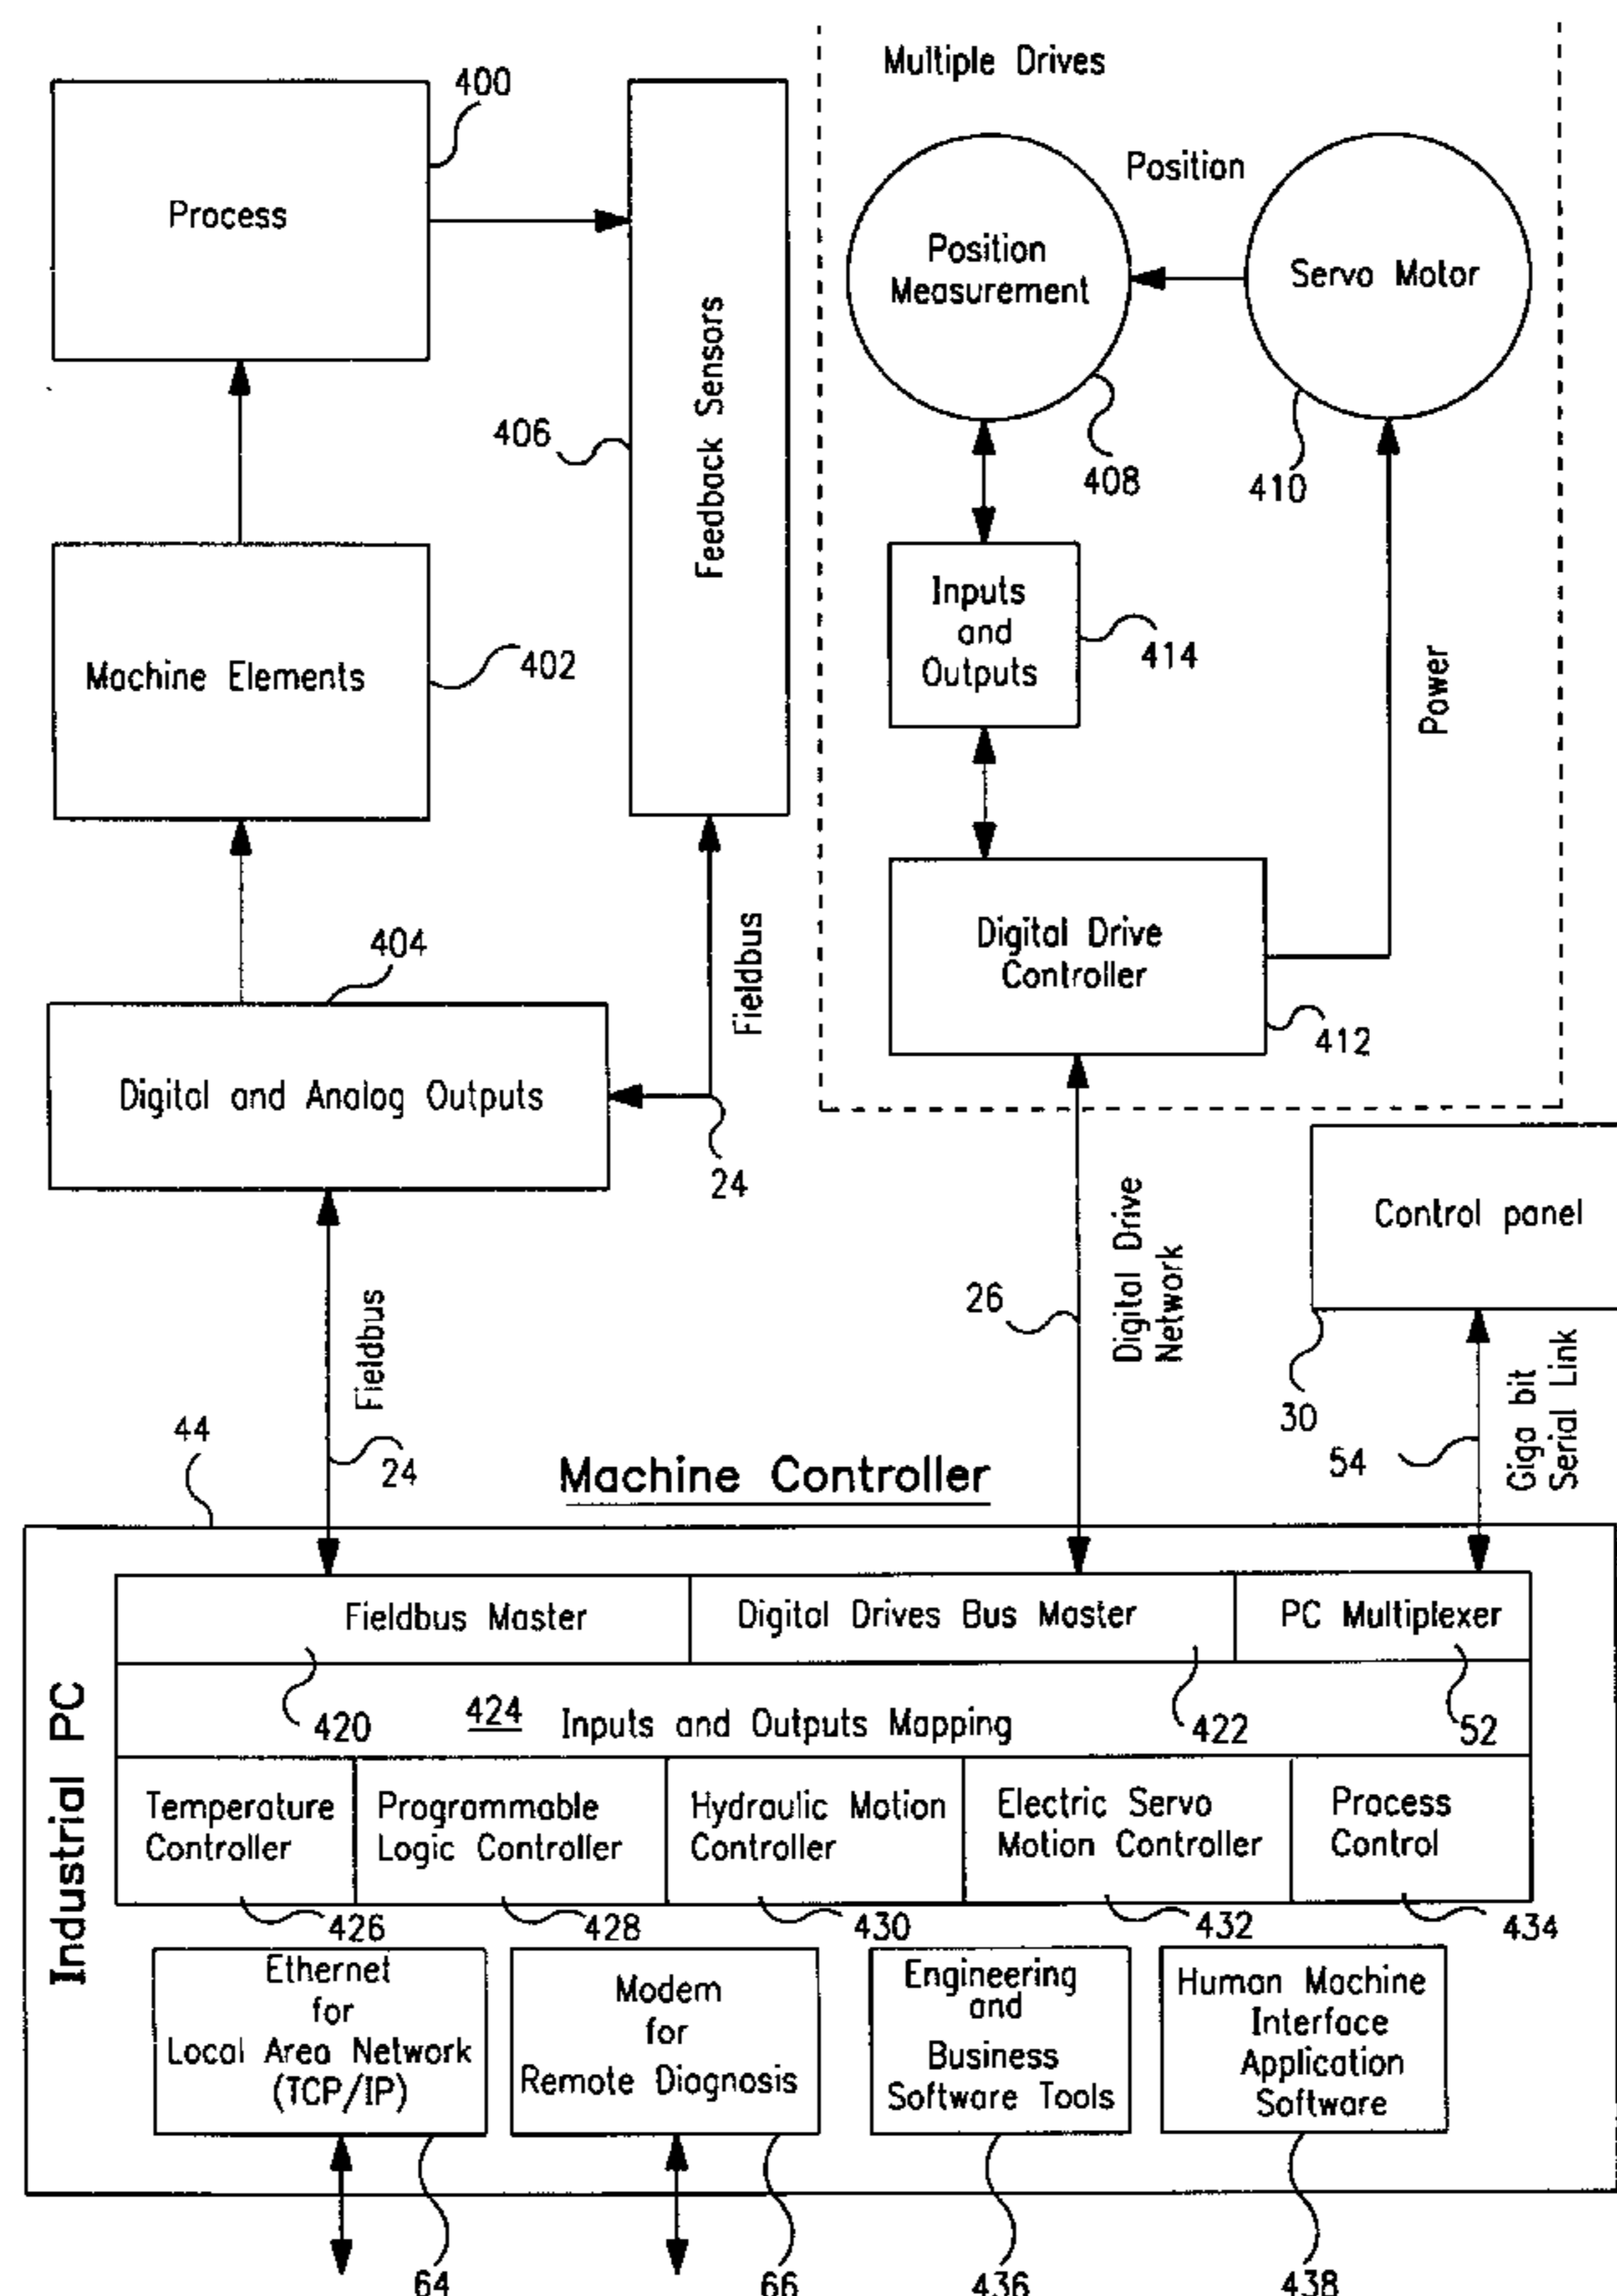 400
Process
406
Feedback Sensors
Machine Elements
402
404
Digital and Analog Outputs
Fieldbus
24
Fieldbus
24
Multiple Drives
Position
Measurement
Position
Servo Motor
408
410
Inputs
and
Outputs
414
Power
Digital Drive
Controller
412
26
Digital Drive
Network
Control panel
30
54
Giga bit
Serial Link
44
Machine Controller
Industrial PC
Fieldbus Master
Digital Drives Bus Master
PC Multiplexer
420
424
Inputs and Outputs Mapping
422
52
Temperature
Controller
Programmable
Logic Controller
Hydraulic Motion
Controller
Electric Servo
Motion Controller
Process
Control
426
428
430
432
434
Ethernet
for
Local Area Network
(TCP/IP)
Modem
for
Remote Diagnosis
Engineering
and
Business
Software Tools
Human Machine
Interface
Application
Software
64
66
436
438